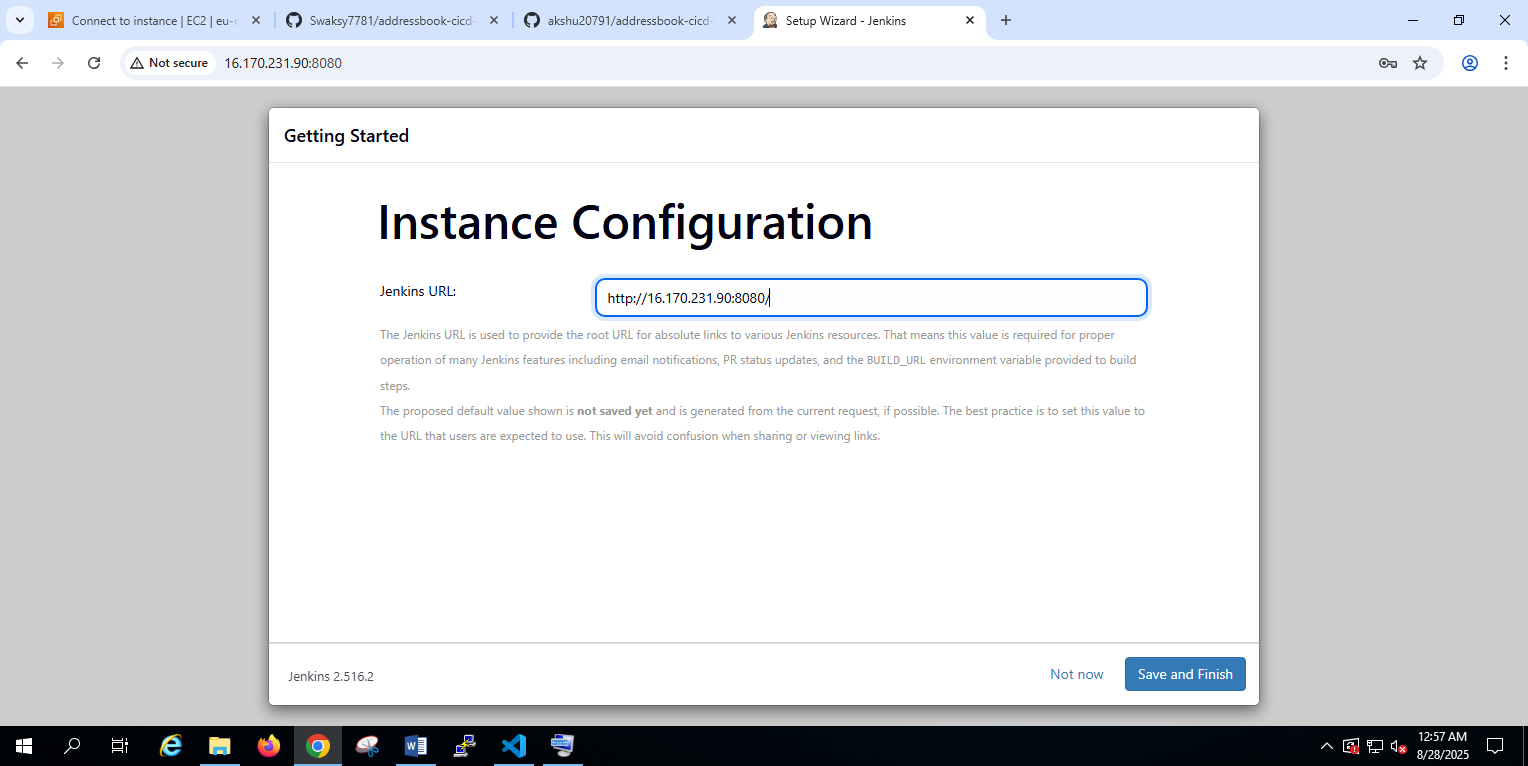 Connect to instance | EC2 | eu-n
Swaksy7781/addressbook-cicd-
akshu20791/addressbook-cicd-
Setup Wizard - Jenkins
Not secure
16.170.231.90:8080
Getting Started
Instance Configuration
Jenkins URL:
http://16.170.231.90:8080/
The Jenkins URL is used to provide the root URL for absolute links to various Jenkins resources. That means this value is required for proper
operation of many Jenkins features including email notifications, PR status updates, and the BUILD_URL environment variable provided to build
steps.
The proposed default value shown is not saved yet and is generated from the current request, if possible. The best practice is to set this value to
the URL that users are expected to use. This will avoid confusion when sharing or viewing links.
Jenkins 2.516.2
Not now
Save and Finish
12:57 AM
8/28/2025